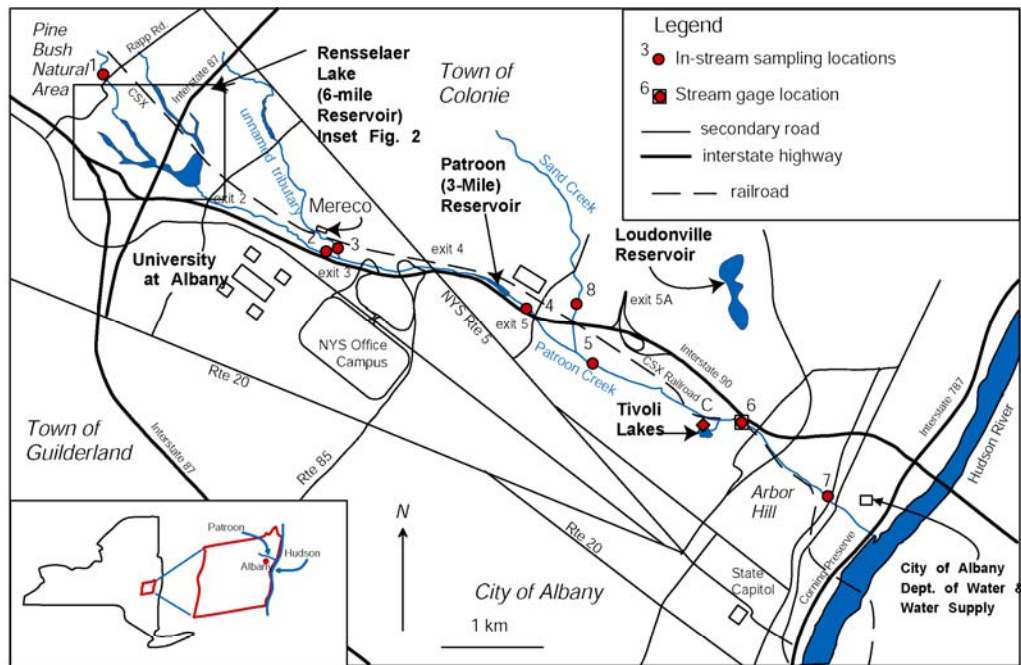 Pine
Bush
Natural
Area
Rapp Rd.
1
CSX
Interstate 87
Rensselaer
Lake
(6-mile
Reservoir)
Inset Fig. 2
Town of
Colonie
Legend
3
In-stream sampling locations
6
Stream gage location
secondary road
interstate highway
railroad
unnamed tributary
Sand Creek
Patroon
(3-Mile)
Reservoir
Loudonville
Reservoir
exit 2
Mereco
2
3
exit 3
exit 4
University
at Albany
NYS Office
Campus
NYS Rte 5
8
4
exit 5
exit 5A
5
Patroon Creek
CSX Railroad
Interstate 90
Interstate 787
Hudson River
Rte 20
Town of
Guilderland
Interstate 87
Rte 85
Tivoli
Lakes
C
6
7
Arbor
Hill
Rte 20
N
City of Albany
1 km
State
Capitol
Corning Preserve
City of Albany
Dept. of Water &
Water Supply
Patroon
Hudson
Albany